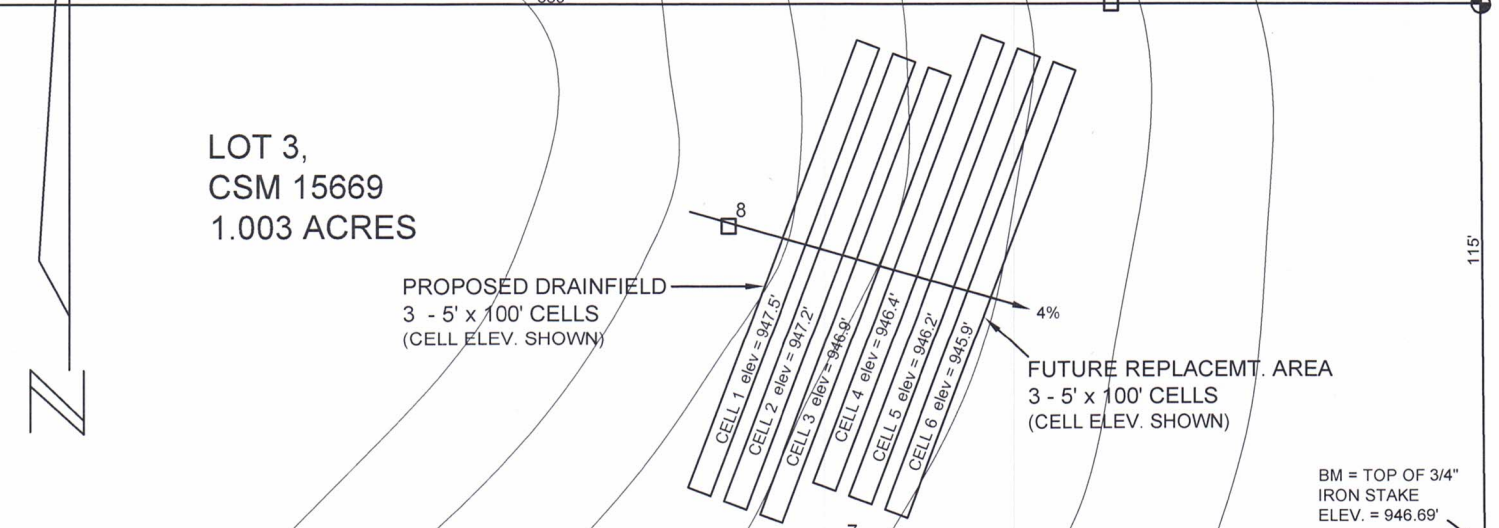 LOT 3,
CSM 15669
1.003 ACRES
8
PROPOSED DRAINFIELD
3 - 5' x 100' CELLS
(CELL ELEV. SHOWN)
CELL 1 elev = 947.5'
CELL 2 elev = 947.2'
CELL 3 elev = 946.9'
CELL 4 elev = 946.4'
CELL 5 elev = 946.2'
CELL 6 elev = 945.9'
4%
FUTURE REPLACEMT. AREA
3 - 5' x 100' CELLS
(CELL ELEV. SHOWN)
115'
BM = TOP OF 3/4"
IRON STAKE
ELEV. = 946.69'
N